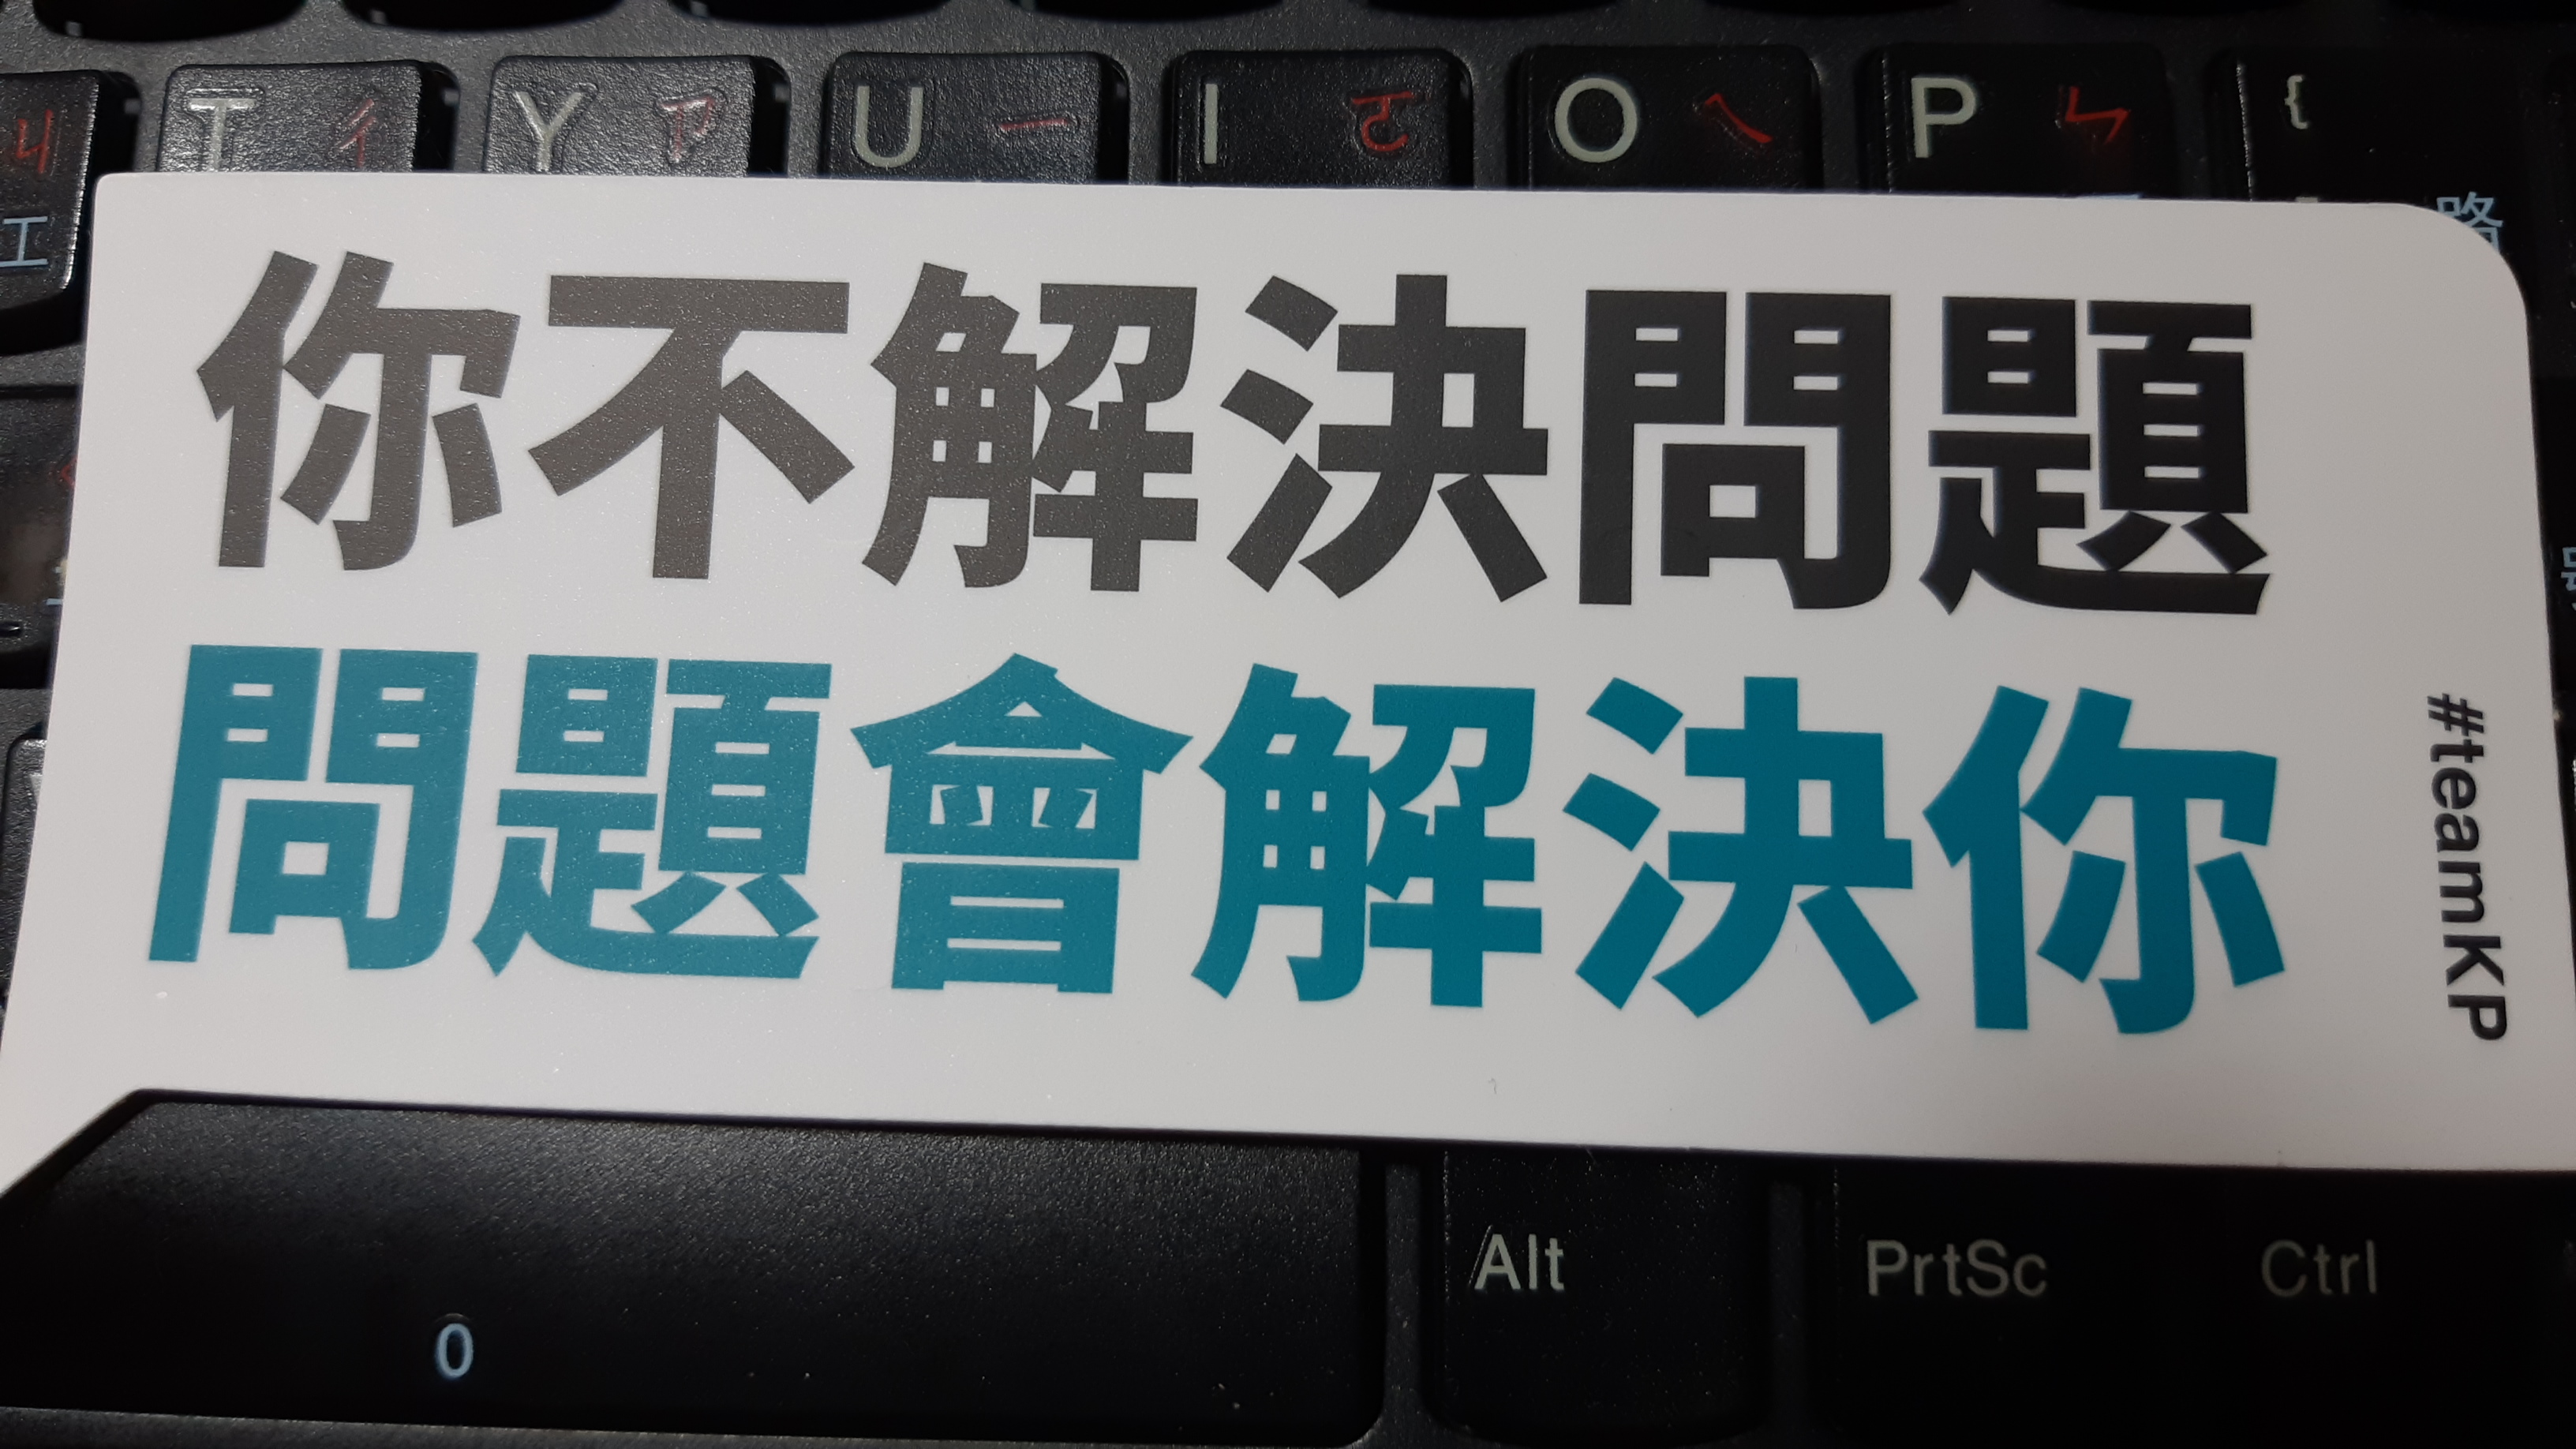 T ㄔ Y ㄗ U ㄧ I ㄛ O ㄟ P ㄣ {
工
你不解決問題
問題會解決你
#teamKP
Alt PrtSc Ctrl
0